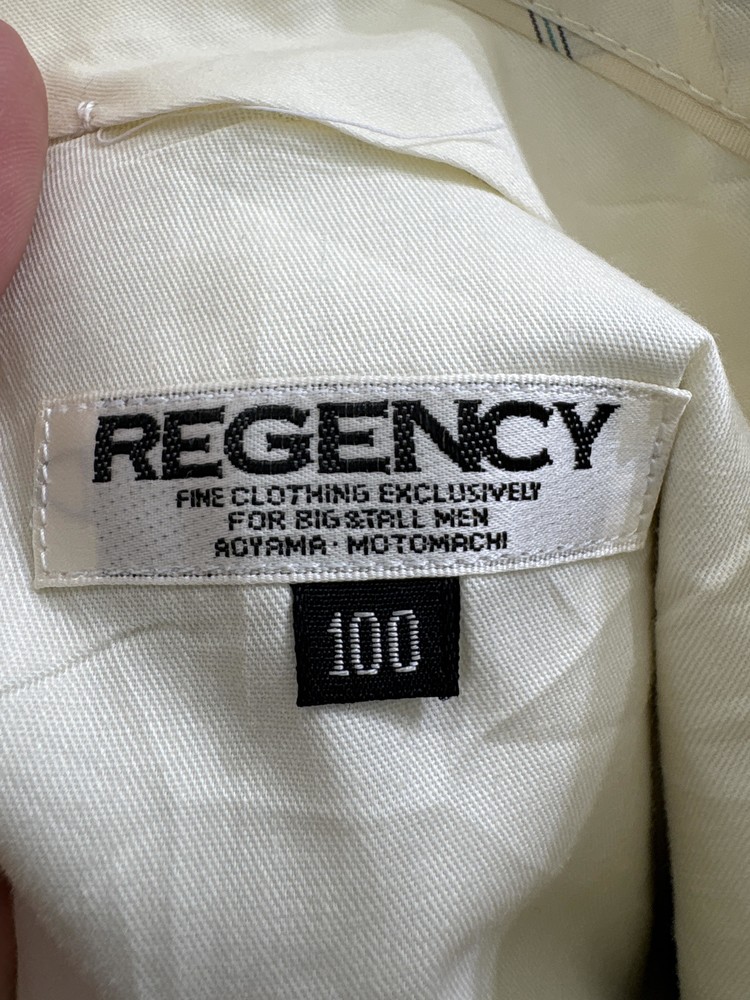 REGENCY
FINE CLOTHING EXCLUSIVELY
FOR BIG & TALL MEN
AOYAMA · MOTOMACHI
100